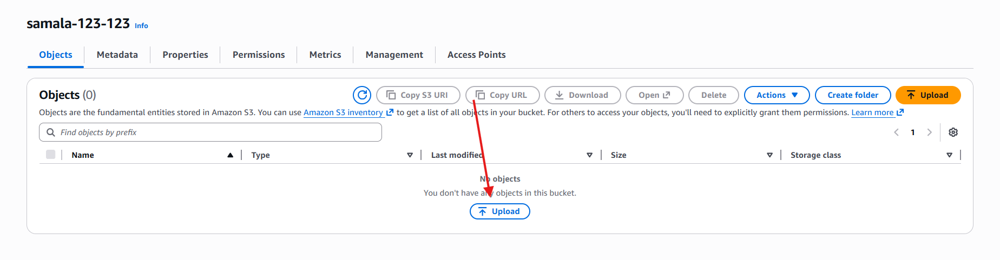 samala-123-123 Info
Objects Metadata Properties Permissions Metrics Management Access Points
Objects (0) Copy S3 URI Copy URL Download Open Delete Actions Create folder Upload
Objects are the fundamental entities stored in Amazon S3. You can use Amazon S3 inventory to get a list of all objects in your bucket. For others to access your objects, you'll need to explicitly grant them permissions. Learn more
Find objects by prefix 1
Name Type Last modified Size Storage class
No objects
You don't have any objects in this bucket.
Upload